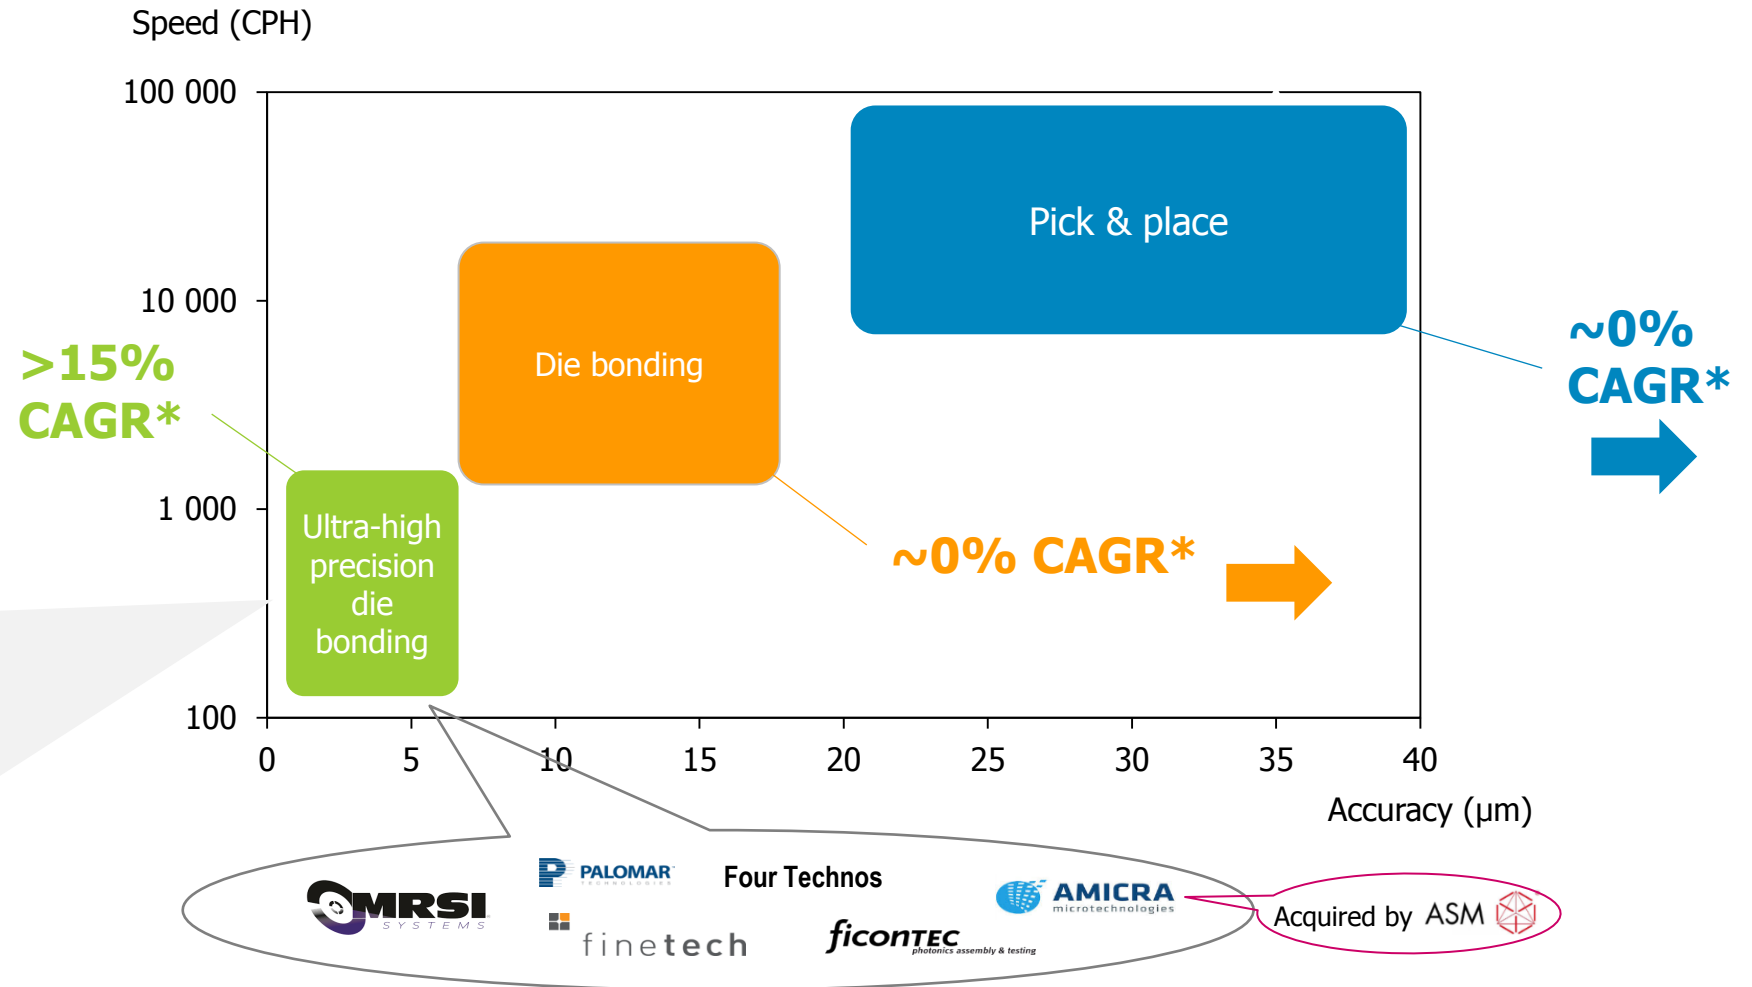 Speed (CPH)
100 000
10 000
1 000
100
0
5
10
15
20
25
30
35
40
Accuracy (µm)
Pick & place
Die bonding
Ultra-high
precision
die
bonding
>15%
CAGR*
~0% CAGR*
~0%
CAGR*
MRSI
SYSTEMS
PALOMAR
TECHNOLOGIES
Four Technos
AMICRA
microtechnologies
finetech
ficonTEC
photonics assembly & testing
Acquired by ASM